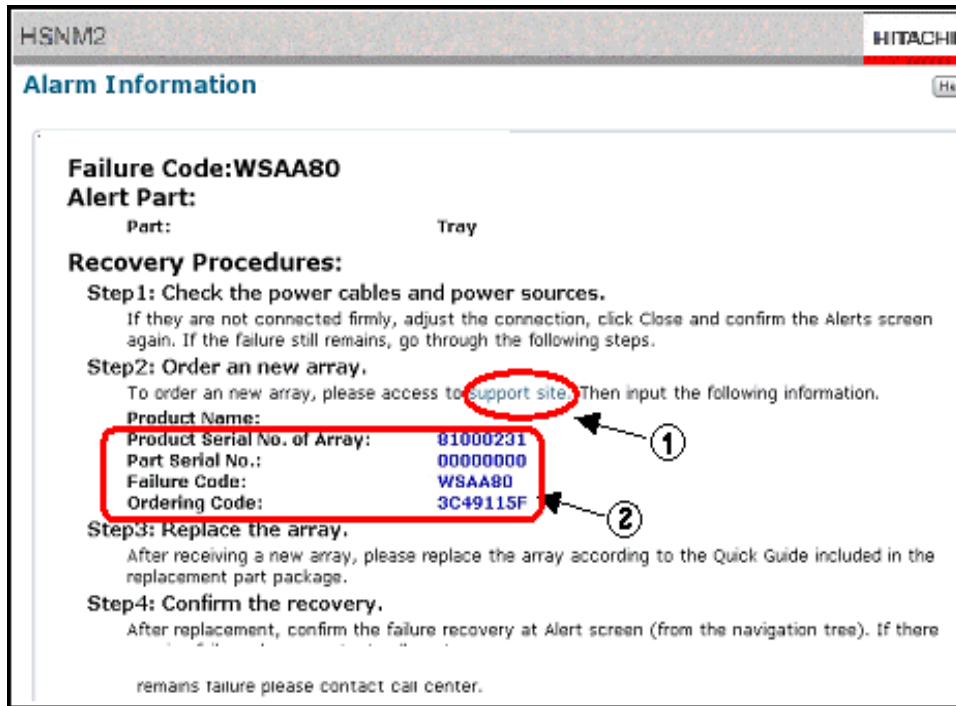 HSNM2
HITACHI
Alarm Information
He
Failure Code:WSAA80
Alert Part:
Part: Tray
Recovery Procedures:
Step1: Check the power cables and power sources.
If they are not connected firmly, adjust the connection, click Close and confirm the Alerts screen
again. If the failure still remains, go through the following steps.
Step2: Order an new array.
To order an new array, please access to support site. Then input the following information.
Product Name:
Product Serial No. of Array: 81000231
Part Serial No.: 00000000
Failure Code: WSAA80
Ordering Code: 3C49115F
1
2
Step3: Replace the array.
After receiving a new array, please replace the array according to the Quick Guide included in the
replacement part package.
Step4: Confirm the recovery.
After replacement, confirm the failure recovery at Alert screen (from the navigation tree). If there
remains failure please contact call center.